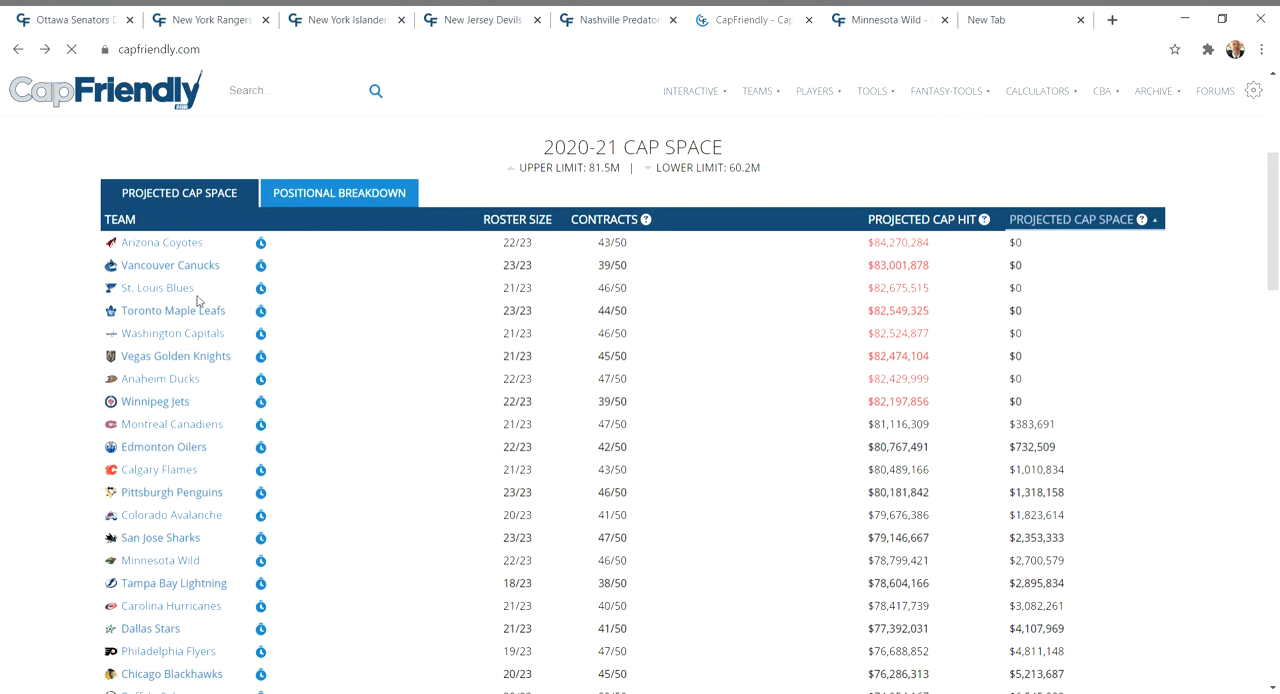 Ottawa Senators D
New York Rangers
New York Islander
New Jersey Devils
Nashville Predator
CapFriendly - Cap
Minnesota Wild -
New Tab
capfriendly.com
CapFriendly
Search...
INTERACTIVE TEAMS PLAYERS TOOLS FANTASY-TOOLS CALCULATORS CBA ARCHIVE FORUMS
2020-21 CAP SPACE
UPPER LIMIT: 81.5M | LOWER LIMIT: 60.2M
PROJECTED CAP SPACE POSITIONAL BREAKDOWN
TEAM ROSTER SIZE CONTRACTS ? PROJECTED CAP HIT ? PROJECTED CAP SPACE ?
Arizona Coyotes 22/23 43/50 $84,270,284 $0
Vancouver Canucks 23/23 39/50 $83,001,878 $0
St. Louis Blues 21/23 46/50 $82,675,515 $0
Toronto Maple Leafs 23/23 44/50 $82,549,325 $0
Washington Capitals 21/23 46/50 $82,524,877 $0
Vegas Golden Knights 21/23 45/50 $82,474,104 $0
Anaheim Ducks 22/23 47/50 $82,429,999 $0
Winnipeg Jets 22/23 39/50 $82,197,856 $0
Montreal Canadiens 21/23 47/50 $81,116,309 $383,691
Edmonton Oilers 22/23 42/50 $80,767,491 $732,509
Calgary Flames 21/23 43/50 $80,489,166 $1,010,834
Pittsburgh Penguins 23/23 46/50 $80,181,842 $1,318,158
Colorado Avalanche 20/23 41/50 $79,676,386 $1,823,614
San Jose Sharks 23/23 47/50 $79,146,667 $2,353,333
Minnesota Wild 22/23 46/50 $78,799,421 $2,700,579
Tampa Bay Lightning 18/23 38/50 $78,604,166 $2,895,834
Carolina Hurricanes 21/23 40/50 $78,417,739 $3,082,261
Dallas Stars 21/23 41/50 $77,392,031 $4,107,969
Philadelphia Flyers 19/23 47/50 $76,688,852 $4,811,148
Chicago Blackhawks 20/23 45/50 $76,286,313 $5,213,687